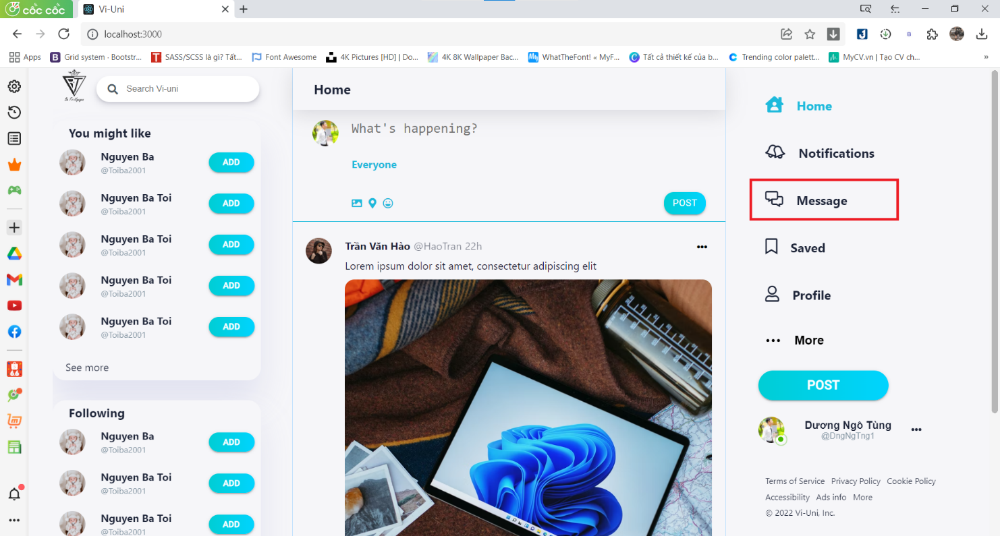 cốc cốc
Vi-Uni
localhost:3000
Apps
Grid system · Bootstr...
SASS/SCSS là gì? Tất...
Font Awesome
4K Pictures [HD] | Do...
4K 8K Wallpaper Bac...
WhatTheFont! « MyF...
Tất cả thiết kế của b...
Trending color palett...
MyCV.vn | Tạo CV ch...
»
Search Vi-uni
You might like
Nguyen Ba
@Toiba2001
ADD
Nguyen Ba Toi
@Toiba2001
ADD
Nguyen Ba Toi
@Toiba2001
ADD
Nguyen Ba Toi
@Toiba2001
ADD
Nguyen Ba Toi
@Toiba2001
ADD
See more
Following
Nguyen Ba
@Toiba2001
ADD
Nguyen Ba Toi
@Toiba2001
ADD
Nguyen Ba Toi
@Toiba2001
ADD
Home
What's happening?
Everyone
POST
Trần Văn Hào @HaoTran 22h
Lorem ipsum dolor sit amet, consectetur adipiscing elit
Home
Notifications
Message
Saved
Profile
More
POST
Dương Ngô Tùng
@DngNgTng1
Terms of Service Privacy Policy Cookie Policy
Accessibility Ads info More
© 2022 Vi-Uni, Inc.